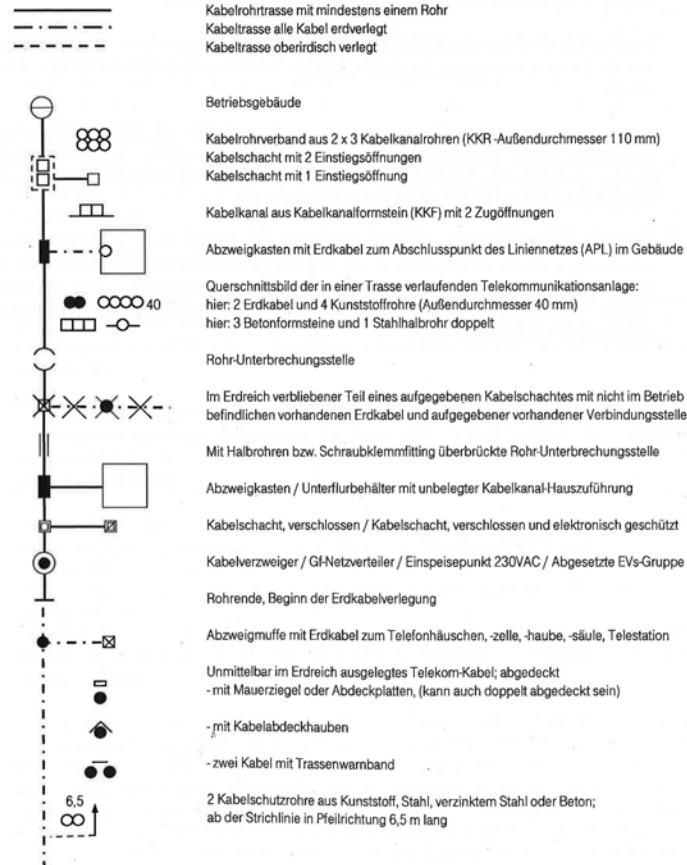 Kabelrohrtrasse mit mindestens einem Rohr
Kabeltrasse alle Kabel erdverlegt
Kabeltrasse oberirdisch verlegt
Betriebsgebäude
Kabelrohrverband aus 2 x 3 Kabelkanalrohren (KKR -Außendurchmesser 110 mm)
Kabelschacht mit 2 Einstiegsöffnungen
Kabelschacht mit 1 Einstiegsöffnung
Kabelkanal aus Kabelkanalformstein (KKF) mit 2 Zugöffnungen
Abzweigkasten mit Erdkabel zum Abschlusspunkt des Liniennetzes (APL) im Gebäude
Querschnittsbild der in einer Trasse verlaufenden Telekommunikationsanlage:
40 hier: 2 Erdkabel und 4 Kunststoffrohre (Außendurchmesser 40 mm)
hier: 3 Betonformsteine und 1 Stahlhalbrohr doppelt
Rohr-Unterbrechungsstelle
Im Erdreich verbliebener Teil eines aufgegebenen Kabelschachtes mit nicht im Betrieb
befindlichen vorhandenen Erdkabel und aufgegebener vorhandener Verbindungsstelle
Mit Halbrohren bzw. Schraubklemmfitting überbrückte Rohr-Unterbrechungsstelle
Abzweigkasten / Unterflurbehälter mit unbelegter Kabelkanal-Hauszuführung
Kabelschacht, verschlossen / Kabelschacht, verschlossen und elektronisch geschützt
Kabelverzweiger / Gf-Netzverteiler / Einspeisepunkt 230VAC / Abgesetzte EVs-Gruppe
Rohrende, Beginn der Erdkabelverlegung
Abzweigmuffe mit Erdkabel zum Telefonhäuschen, -zelle, -haube, -säule, Telestation
Unmittelbar im Erdreich ausgelegtes Telekom-Kabel; abgedeckt
- mit Mauerziegel oder Abdeckplatten, (kann auch doppelt abgedeckt sein)
- mit Kabelabdeckhauben
- zwei Kabel mit Trassenwarnband
6,5 2 Kabelschutzrohre aus Kunststoff, Stahl, verzinktem Stahl oder Beton;
ab der Strichlinie in Pfeilrichtung 6,5 m lang